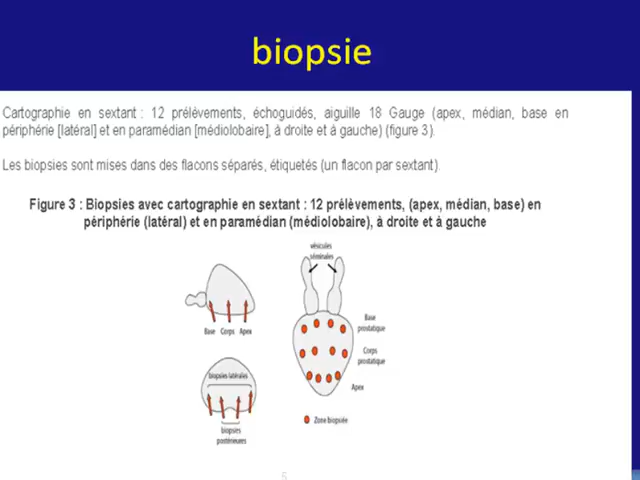 biopsie
Cartographie en sextant : 12 prélèvements, échoguidés, aiguille 18 Gauge (apex, médian, base en
périphérie [latéral] et en paramédian [médiolobaire], à droite et à gauche) (figure 3).
Les biopsies sont mises dans des flacons séparés, étiquetés (un flacon par sextant).
Figure 3 : Biopsies avec cartographie en sextant : 12 prélèvements, (apex, médian, base) en
périphérie (latéral) et en paramédian (médiolobaire), à droite et à gauche
vésicules
séminales
Base Corps Apex
Base
prostatique
Corps
prostatique
Apex
biopsies latérales
biopsies
postérieures
Zone biopsiée
5